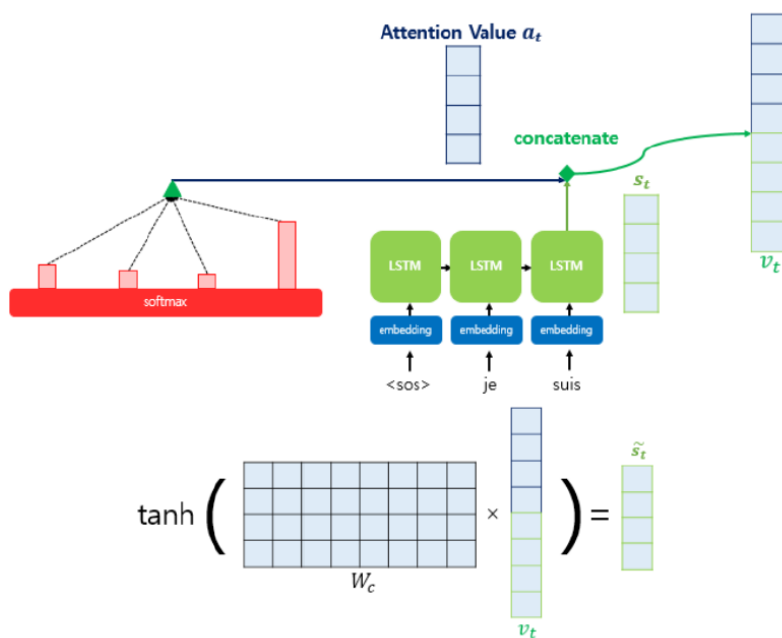 Attention Value a_t
concatenate
s_t
v_t
LSTM LSTM LSTM
softmax
embedding embedding embedding
<sos> je suis
tanh ( × ) = s̃_t
W_c
v_t